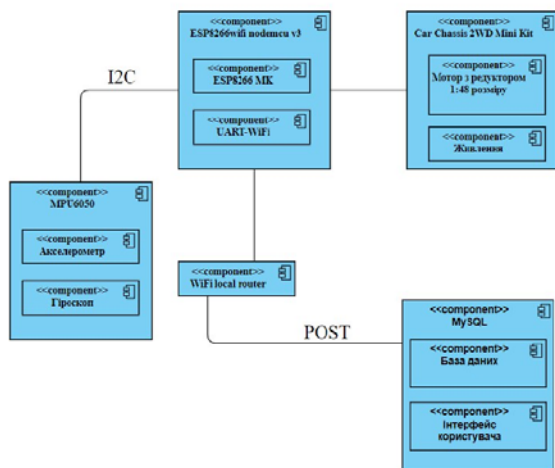 <<component>>
ESP8266wifi nodemcu v3
<<component>>
ESP8266 MK
<<component>>
UART-WiFi
<<component>>
Car Chassis 2WD Mini Kit
<<component>>
Мотор з редуктором
1:48 розміру
<<component>>
Живлення
I2C
<<component>>
MPU6050
<<component>>
Акселерометр
<<component>>
Гіроскоп
<<component>>
WiFi local router
POST
<<component>>
MySQL
<<component>>
База даних
<<component>>
Інтерфейс
користувача